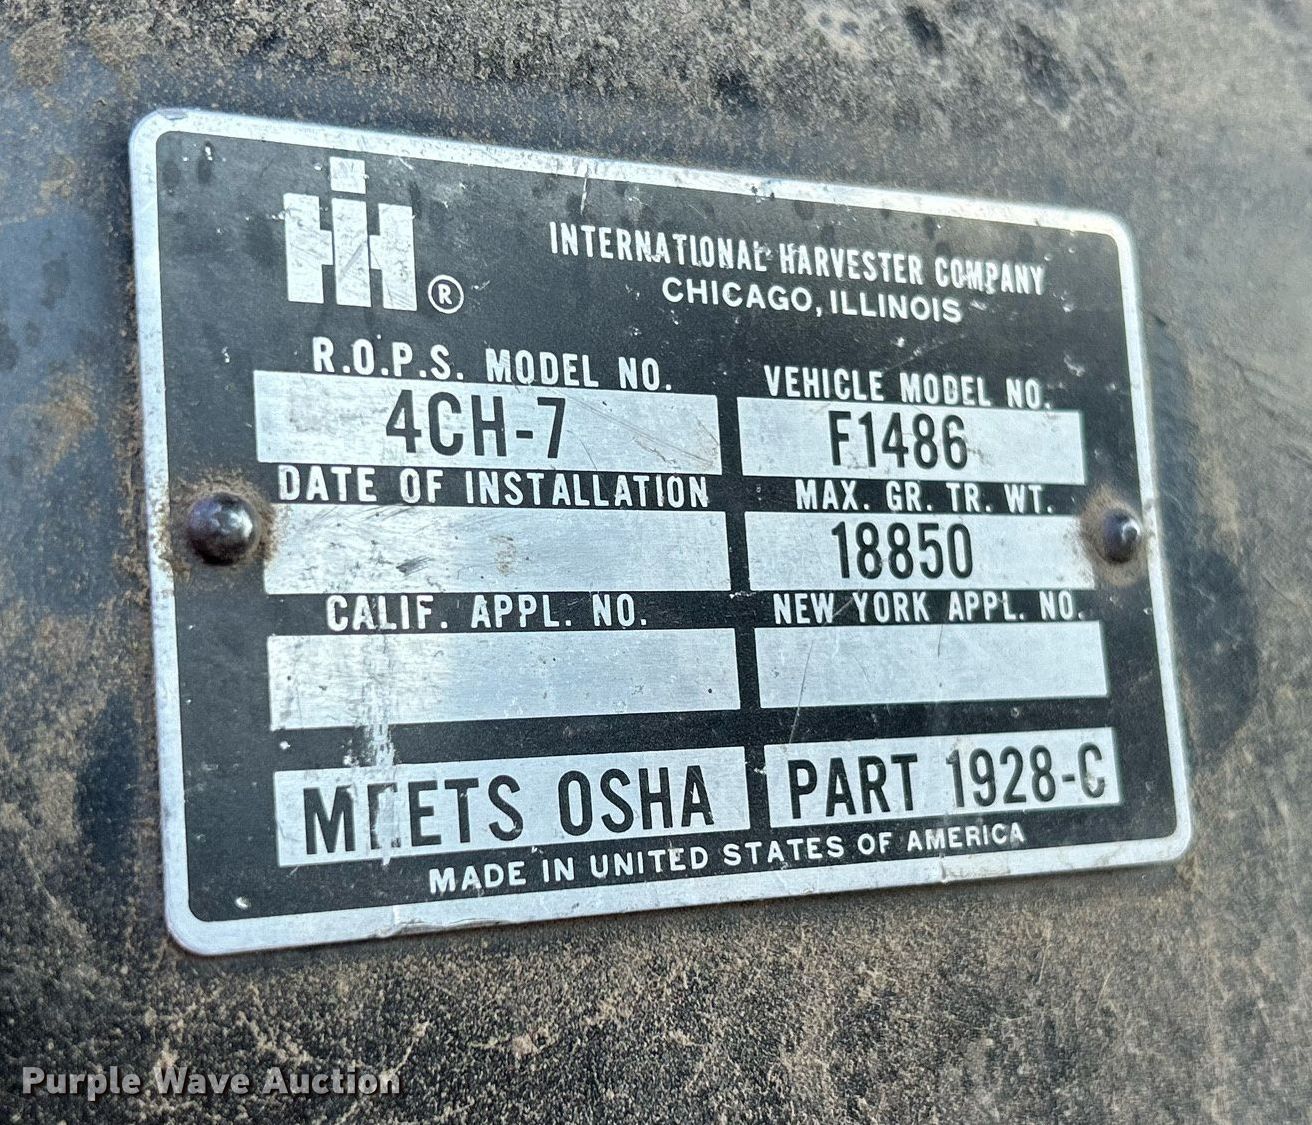 IH ®
INTERNATIONAL HARVESTER COMPANY
CHICAGO, ILLINOIS
R.O.P.S. MODEL NO. VEHICLE MODEL NO.
4CH-7 F1486
DATE OF INSTALLATION MAX. GR. TR. WT.
18850
CALIF. APPL. NO. NEW YORK APPL. NO.
MEETS OSHA PART 1928-C
MADE IN UNITED STATES OF AMERICA
Purple Wave Auction